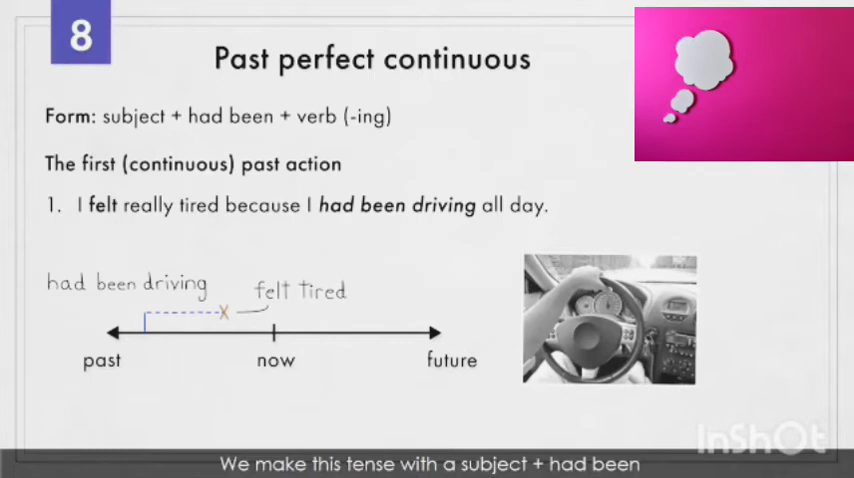 8
Past perfect continuous
Form: subject + had been + verb (-ing)
The first (continuous) past action
1. I felt really tired because I had been driving all day.
had been driving
felt tired
x
past
now
future
InShOt
We make this tense with a subject + had been